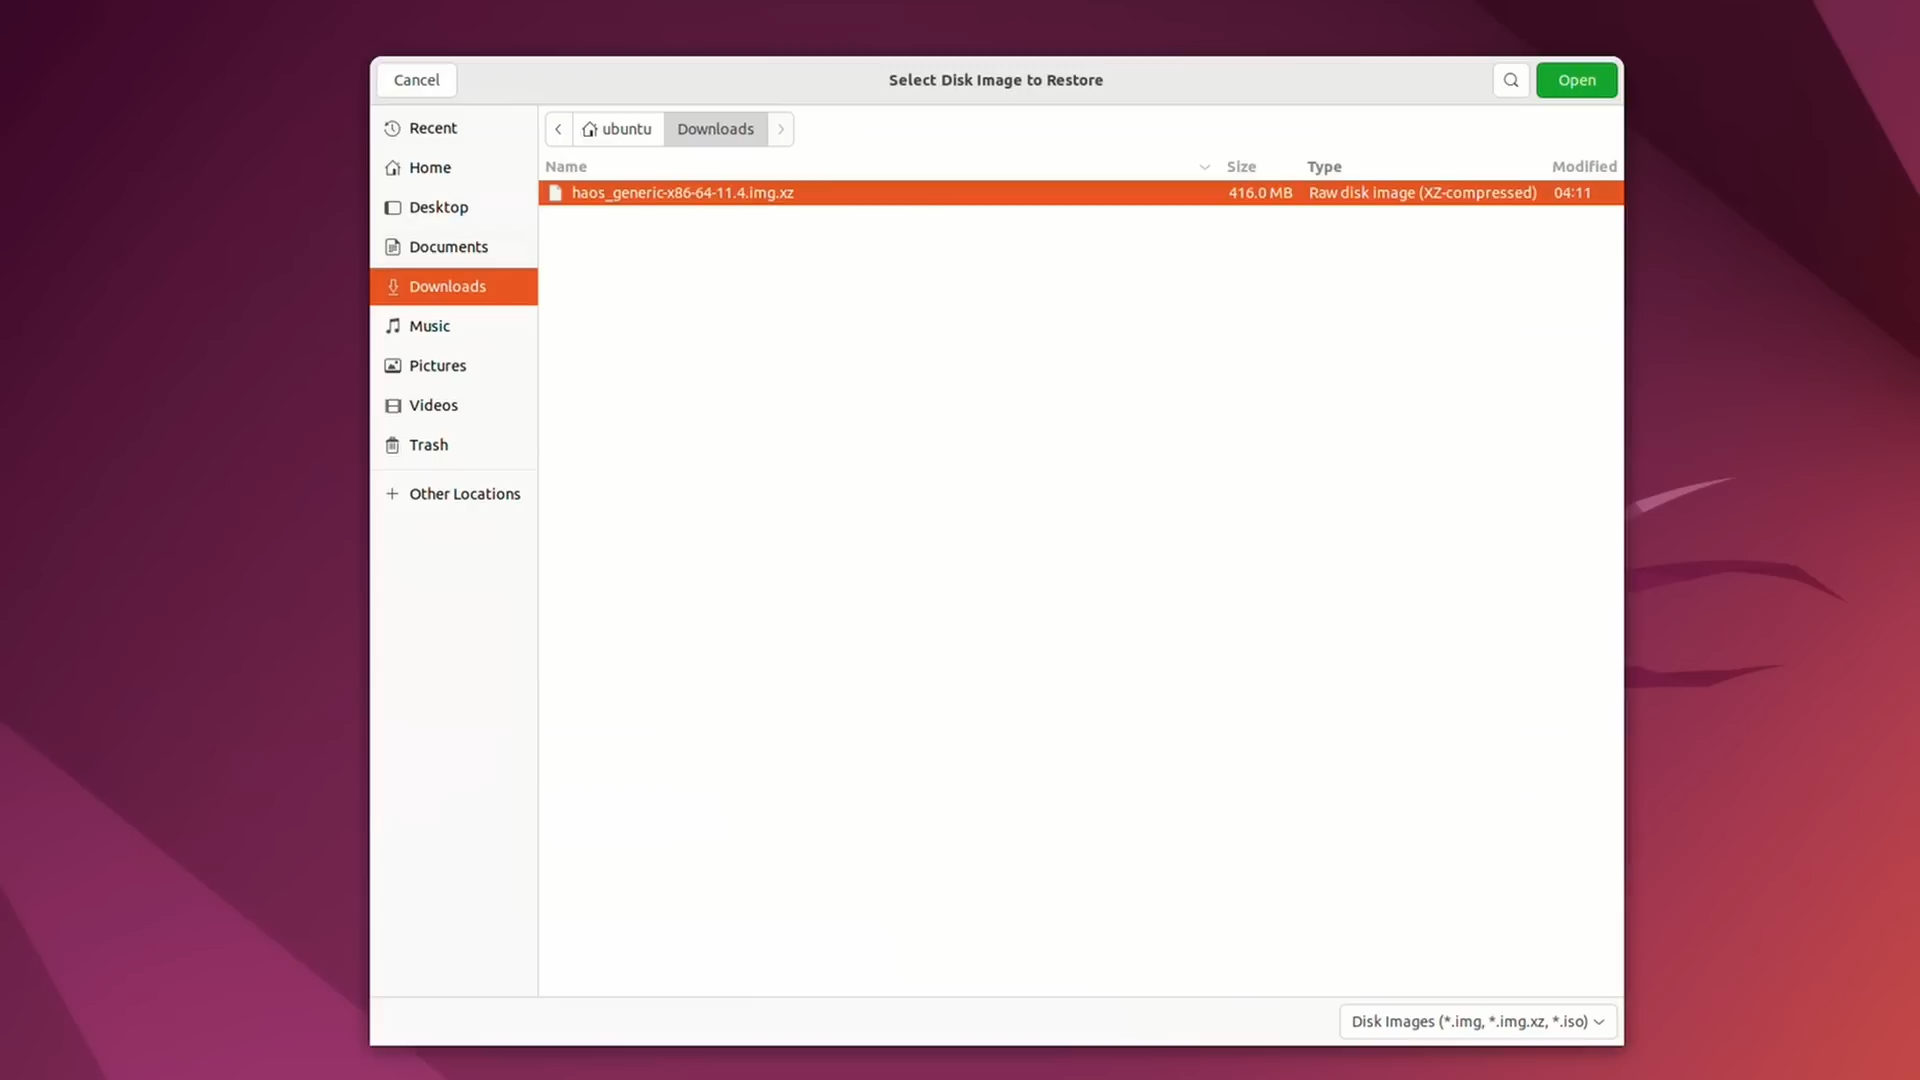 Cancel
Select Disk Image to Restore
Open
Recent
Home
Desktop
Documents
Downloads
Music
Pictures
Videos
Trash
Other Locations
ubuntu
Downloads
Name Size Type Modified
haos_generic-x86-64-11.4.img.xz 416.0 MB Raw disk image (XZ-compressed) 04:11
Disk Images (*.img, *.img.xz, *.iso)